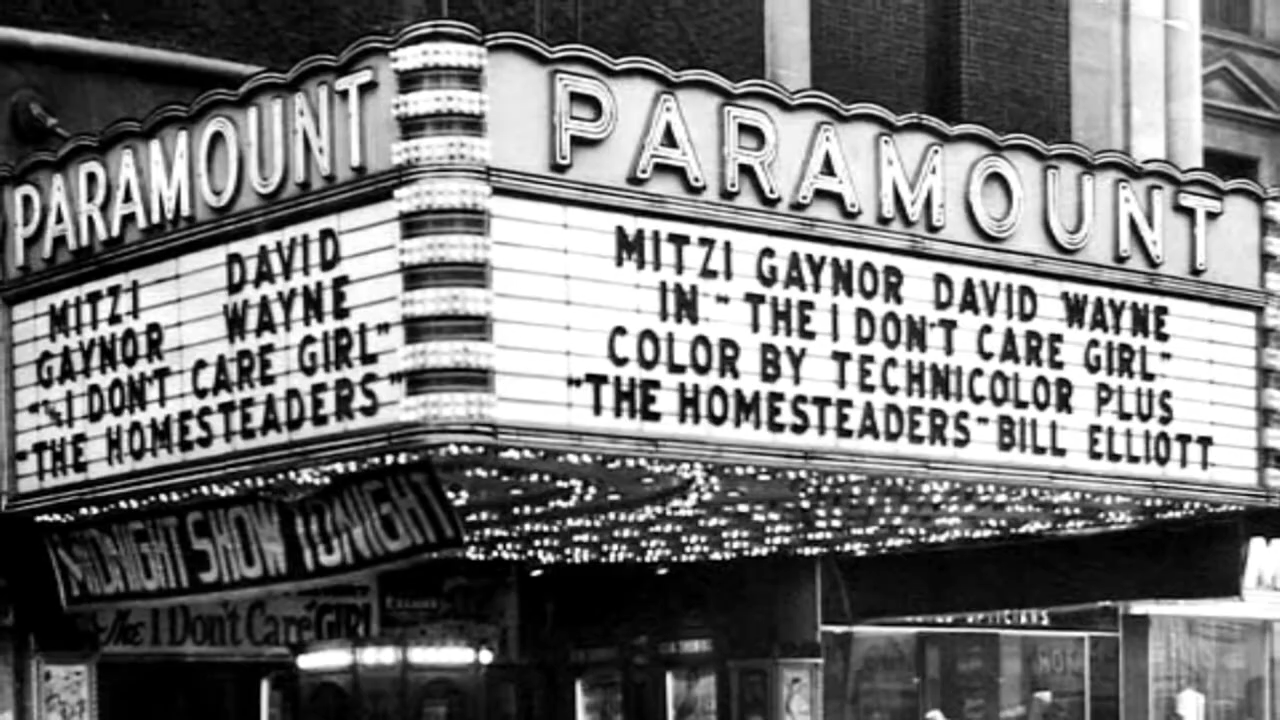 PARAMOUNT
MITZI DAVID
GAYNOR WAYNE
"I DON'T CARE GIRL"
"THE HOMESTEADERS"
PARAMOUNT
MITZI GAYNOR DAVID WAYNE
IN "THE I DON'T CARE GIRL"
COLOR BY TECHNICOLOR PLUS
"THE HOMESTEADERS" BILL ELLIOTT
MIDNIGHT SHOW TONIGHT
The I Don't Care GIRL
OPTICIANS